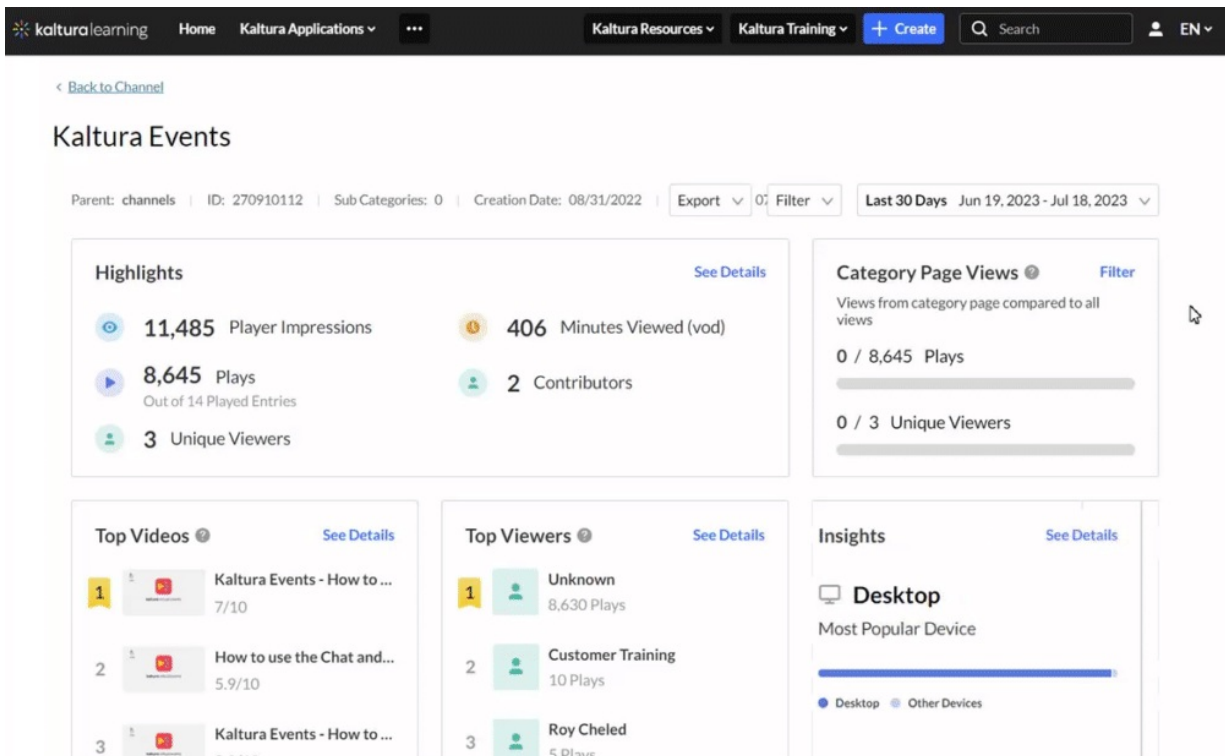 kaltura learning Home Kaltura Applications ... Kaltura Resources Kaltura Training + Create Search EN
< Back to Channel
Kaltura Events
Parent: channels | ID: 270910112 | Sub Categories: 0 | Creation Date: 08/31/2022 | Export 07 Filter Last 30 Days Jun 19, 2023 - Jul 18, 2023
Highlights See Details
11,485 Player Impressions
406 Minutes Viewed (vod)
8,645 Plays
Out of 14 Played Entries
2 Contributors
3 Unique Viewers
Category Page Views ? Filter
Views from category page compared to all
views
0 / 8,645 Plays
0 / 3 Unique Viewers
Top Videos ? See Details
1 Kaltura Events - How to ...
7/10
2 How to use the Chat and...
5.9/10
3 Kaltura Events - How to ...
Top Viewers ? See Details
1 Unknown
8,630 Plays
2 Customer Training
10 Plays
3 Roy Cheled
5 Plays
Insights See Details
Desktop
Most Popular Device
Desktop Other Devices